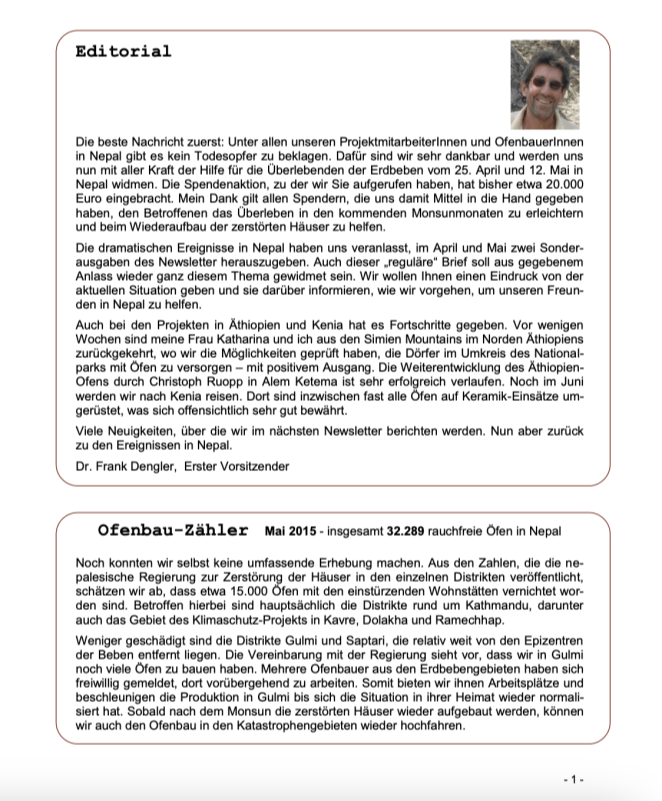 Editorial
Die beste Nachricht zuerst: Unter allen unseren ProjektmitarbeiterInnen und OfenbauerInnen
in Nepal gibt es kein Todesopfer zu beklagen. Dafür sind wir sehr dankbar und werden uns
nun mit aller Kraft der Hilfe für die Überlebenden der Erdbeben vom 25. April und 12. Mai in
Nepal widmen. Die Spendenaktion, zu der wir Sie aufgerufen haben, hat bisher etwa 20.000
Euro eingebracht. Mein Dank gilt allen Spendern, die uns damit Mittel in die Hand gegeben
haben, den Betroffenen das Überleben in den kommenden Monsunmonaten zu erleichtern
und beim Wiederaufbau der zerstörten Häuser zu helfen.
Die dramatischen Ereignisse in Nepal haben uns veranlasst, im April und Mai zwei Sonder-
ausgaben des Newsletter herauszugeben. Auch dieser „reguläre“ Brief soll aus gegebenem
Anlass wieder ganz diesem Thema gewidmet sein. Wir wollen Ihnen einen Eindruck von der
aktuellen Situation geben und sie darüber informieren, wie wir vorgehen, um unseren Freun-
den in Nepal zu helfen.
Auch bei den Projekten in Äthiopien und Kenia hat es Fortschritte gegeben. Vor wenigen
Wochen sind meine Frau Katharina und ich aus den Simien Mountains im Norden Äthiopiens
zurückgekehrt, wo wir die Möglichkeiten geprüft haben, die Dörfer im Umkreis des National-
parks mit Öfen zu versorgen – mit positivem Ausgang. Die Weiterentwicklung des Äthiopien-
Ofens durch Christoph Ruopp in Alem Ketema ist sehr erfolgreich verlaufen. Noch im Juni
werden wir nach Kenia reisen. Dort sind inzwischen fast alle Öfen auf Keramik-Einsätze um-
gerüstet, was sich offensichtlich sehr gut bewährt.
Viele Neuigkeiten, über die wir im nächsten Newsletter berichten werden. Nun aber zurück
zu den Ereignissen in Nepal.
Dr. Frank Dengler, Erster Vorsitzender
Ofenbau-Zähler Mai 2015 - insgesamt 32.289 rauchfreie Öfen in Nepal
Noch konnten wir selbst keine umfassende Erhebung machen. Aus den Zahlen, die die ne-
palesische Regierung zur Zerstörung der Häuser in den einzelnen Distrikten veröffentlicht,
schätzen wir ab, dass etwa 15.000 Öfen mit den einstürzenden Wohnstätten vernichtet wor-
den sind. Betroffen hierbei sind hauptsächlich die Distrikte rund um Kathmandu, darunter
auch das Gebiet des Klimaschutz-Projekts in Kavre, Dolakha und Ramechhap.
Weniger geschädigt sind die Distrikte Gulmi und Saptari, die relativ weit von den Epizentren
der Beben entfernt liegen. Die Vereinbarung mit der Regierung sieht vor, dass wir in Gulmi
noch viele Öfen zu bauen haben. Mehrere Ofenbauer aus den Erdbebengebieten haben sich
freiwillig gemeldet, dort vorübergehend zu arbeiten. Somit bieten wir ihnen Arbeitsplätze und
beschleunigen die Produktion in Gulmi bis sich die Situation in ihrer Heimat wieder normali-
siert hat. Sobald nach dem Monsun die zerstörten Häuser wieder aufgebaut werden, können
wir auch den Ofenbau in den Katastrophengebieten wieder hochfahren.
- 1 -